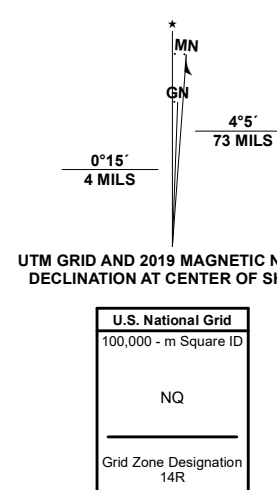 ★
MN
GN
4°5´
73 MILS
0°15´
4 MILS
UTM GRID AND 2019 MAGNETIC N
DECLINATION AT CENTER OF SH
U.S. National Grid
100,000 - m Square ID
NQ
Grid Zone Designation
14R